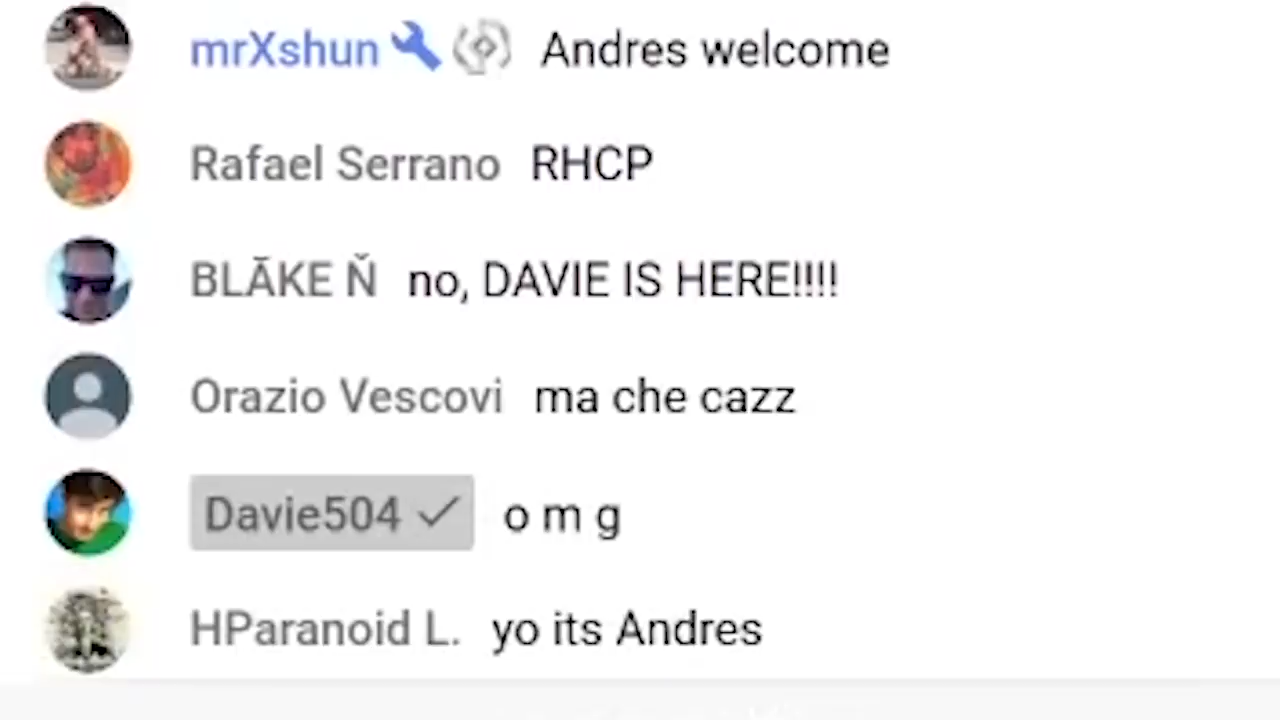 mrXshun Andres welcome
Rafael Serrano RHCP
BLĂKE Ň no, DAVIE IS HERE!!!!
Orazio Vescovi ma che cazz
Davie504 ✓ o m g
HParanoid L. yo its Andres